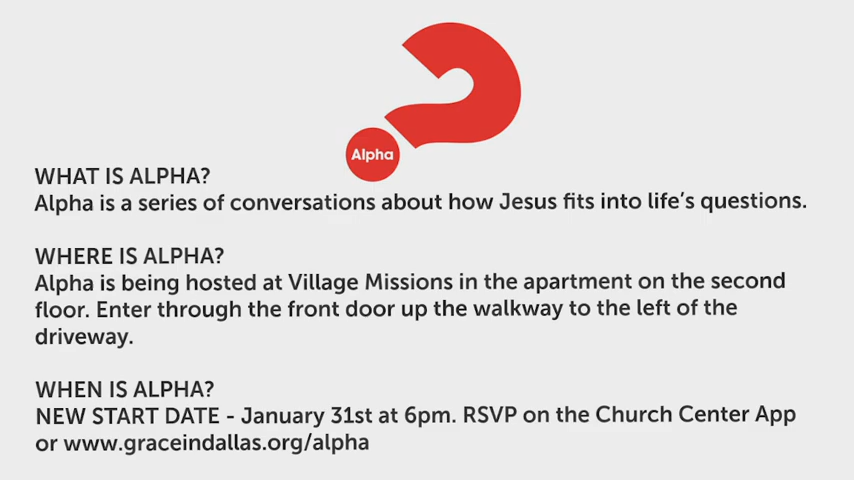 Alpha
WHAT IS ALPHA?
Alpha is a series of conversations about how Jesus fits into life's questions.
WHERE IS ALPHA?
Alpha is being hosted at Village Missions in the apartment on the second
floor. Enter through the front door up the walkway to the left of the
driveway.
WHEN IS ALPHA?
NEW START DATE - January 31st at 6pm. RSVP on the Church Center App
or www.graceindallas.org/alpha